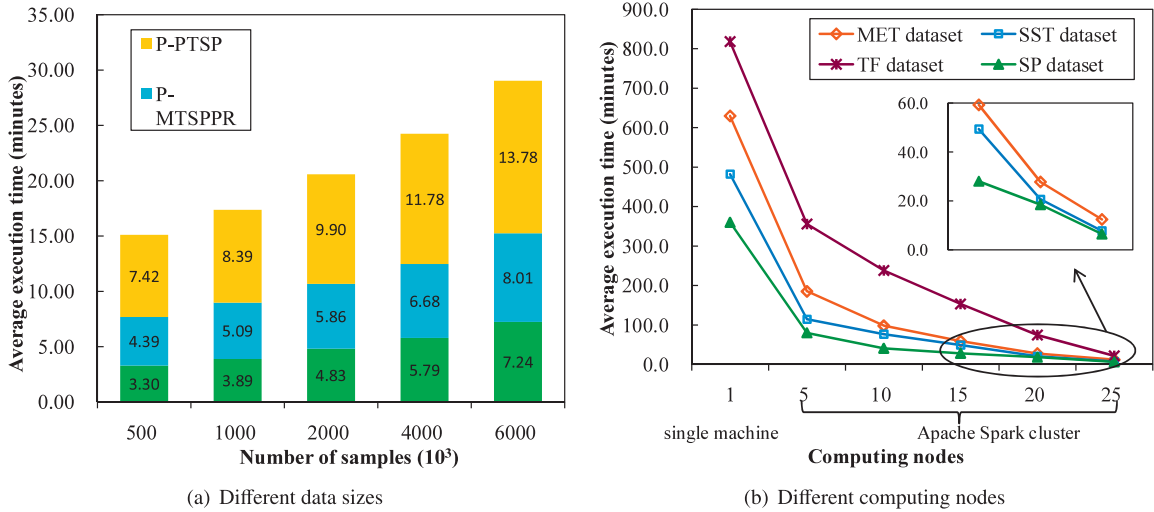 35.00
30.00
25.00
20.00
15.00
10.00
5.00
0.00
Average execution time (minutes)
P-PTSP
P-
MTSPPR
7.42
4.39
3.30
8.39
5.09
3.89
9.90
5.86
4.83
11.78
6.68
5.79
13.78
8.01
7.24
500 1000 2000 4000 6000
Number of samples (10³)
(a) Different data sizes
900.0
800.0
700.0
600.0
500.0
400.0
300.0
200.0
100.0
0.0
Average execution time (minutes)
MET dataset SST dataset
TF dataset SP dataset
60.0
40.0
20.0
0.0
1 5 10 15 20 25
single machine Apache Spark cluster
Computing nodes
(b) Different computing nodes